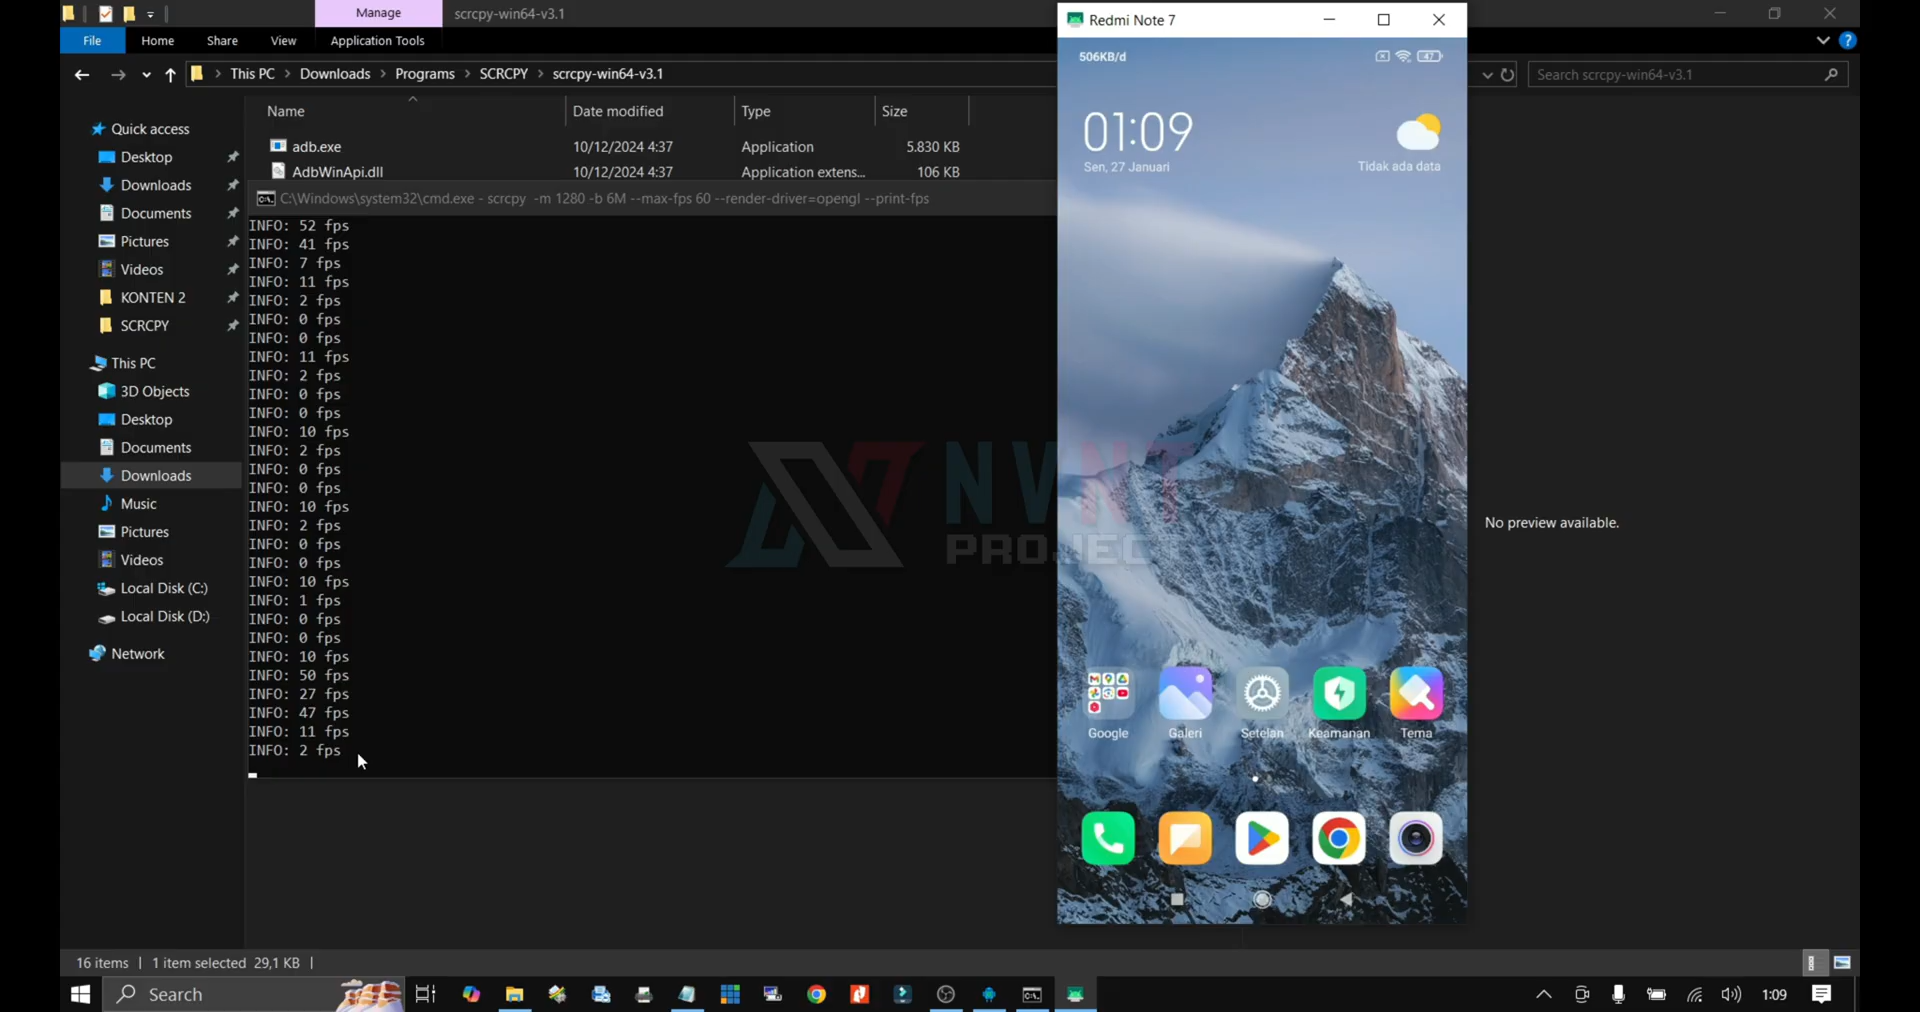 Manage
scrcpy-win64-v3.1
File
Home
Share
View
Application Tools
This PC
Downloads
Programs
SCRCPY
scrcpy-win64-v3.1
Search scrcpy-win64-v3.1
Name
Date modified
Type
Size
adb.exe
10/12/2024 4:37
Application
5.830 KB
AdbWinApi.dll
10/12/2024 4:37
Application extens...
106 KB
Quick access
Desktop
Downloads
Documents
Pictures
Videos
KONTEN 2
SCRCPY
This PC
3D Objects
Desktop
Documents
Downloads
Music
Pictures
Videos
Local Disk (C:)
Local Disk (D:)
Network
C:\Windows\system32\cmd.exe - scrcpy -m 1280 -b 6M --max-fps 60 --render-driver=opengl --print-fps
INFO: 52 fps
INFO: 41 fps
INFO: 7 fps
INFO: 11 fps
INFO: 2 fps
INFO: 0 fps
INFO: 0 fps
INFO: 11 fps
INFO: 2 fps
INFO: 0 fps
INFO: 0 fps
INFO: 10 fps
INFO: 2 fps
INFO: 0 fps
INFO: 0 fps
INFO: 10 fps
INFO: 2 fps
INFO: 0 fps
INFO: 0 fps
INFO: 10 fps
INFO: 1 fps
INFO: 0 fps
INFO: 0 fps
INFO: 10 fps
INFO: 50 fps
INFO: 27 fps
INFO: 47 fps
INFO: 11 fps
INFO: 2 fps
NVNT
PROJECT
Redmi Note 7
506KB/d
47
01:09
Sen, 27 Januari
Tidak ada data
Google
Galeri
Setelan
Keamanan
Tema
No preview available.
16 items
1 item selected 29,1 KB
Search
1:09